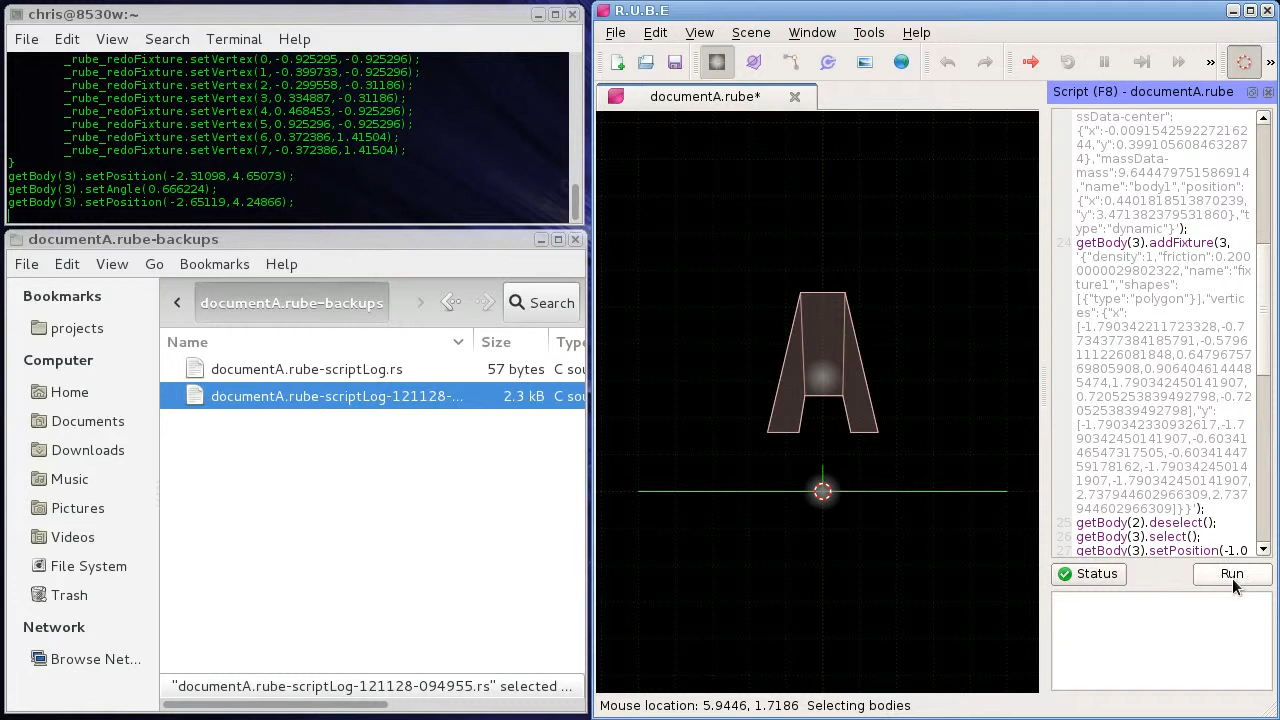 chris@8530w:~
File Edit View Search Terminal Help
_rube_redoFixture.setVertex(0,-0.925295,-0.925296);
_rube_redoFixture.setVertex(1,-0.399733,-0.925296);
_rube_redoFixture.setVertex(2,-0.299558,-0.31186);
_rube_redoFixture.setVertex(3,0.334887,-0.31186);
_rube_redoFixture.setVertex(4,0.468453,-0.925296);
_rube_redoFixture.setVertex(5,0.925296,-0.925296);
_rube_redoFixture.setVertex(6,0.372386,1.41504);
_rube_redoFixture.setVertex(7,-0.372386,1.41504);
}
getBody(3).setPosition(-2.31098,4.65073);
getBody(3).setAngle(0.666224);
getBody(3).setPosition(-2.65119,4.24866);
documentA.rube-backups
File Edit View Go Bookmarks Help
documentA.rube-backups
Search
Bookmarks
projects
Computer
Home
Documents
Downloads
Music
Pictures
Videos
File System
Trash
Network
Browse Net...
Name Size Type
documentA.rube-scriptLog.rs 57 bytes C sou
documentA.rube-scriptLog-121128-... 2.3 kB C sou
"documentA.rube-scriptLog-121128-094955.rs" selected ...
R.U.B.E
File Edit View Scene Window Tools Help
documentA.rube*
Script (F8) - documentA.rube
ssData-center":
mass":
"name":"body1","position":
ype":"dynamic"}');
24 getBody(3).addFixture(3,
25 getBody(2).deselect();
26 getBody(3).select();
27 getBody(3).setPosition(-1.0
Status
Run
Mouse location: 5.9446, 1.7186 Selecting bodies